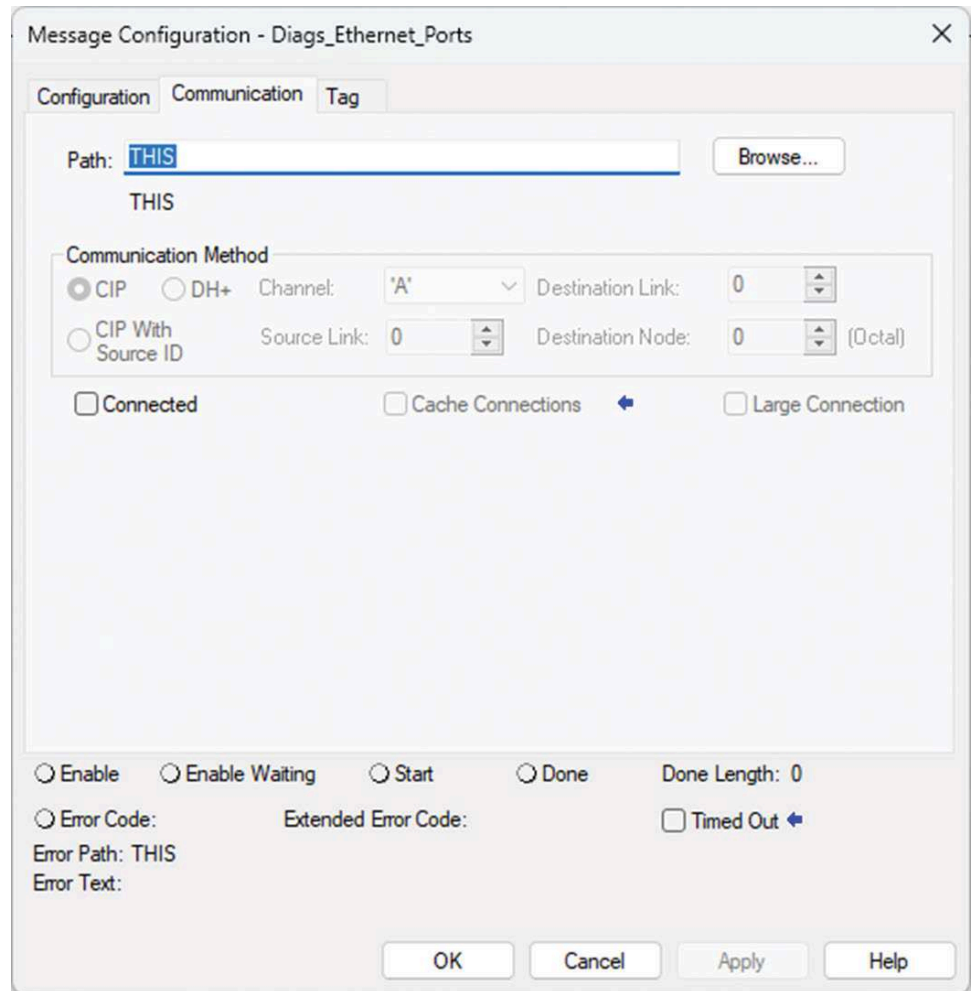 Message Configuration - Diags_Ethernet_Ports
Configuration Communication Tag
Path: THIS Browse...
THIS
Communication Method
CIP DH+ Channel: 'A' Destination Link: 0
CIP With
Source ID Source Link: 0 Destination Node: 0 (Octal)
Connected Cache Connections Large Connection
Enable Enable Waiting Start Done Done Length: 0
Error Code: Extended Error Code: Timed Out
Error Path: THIS
Error Text:
OK Cancel Apply Help